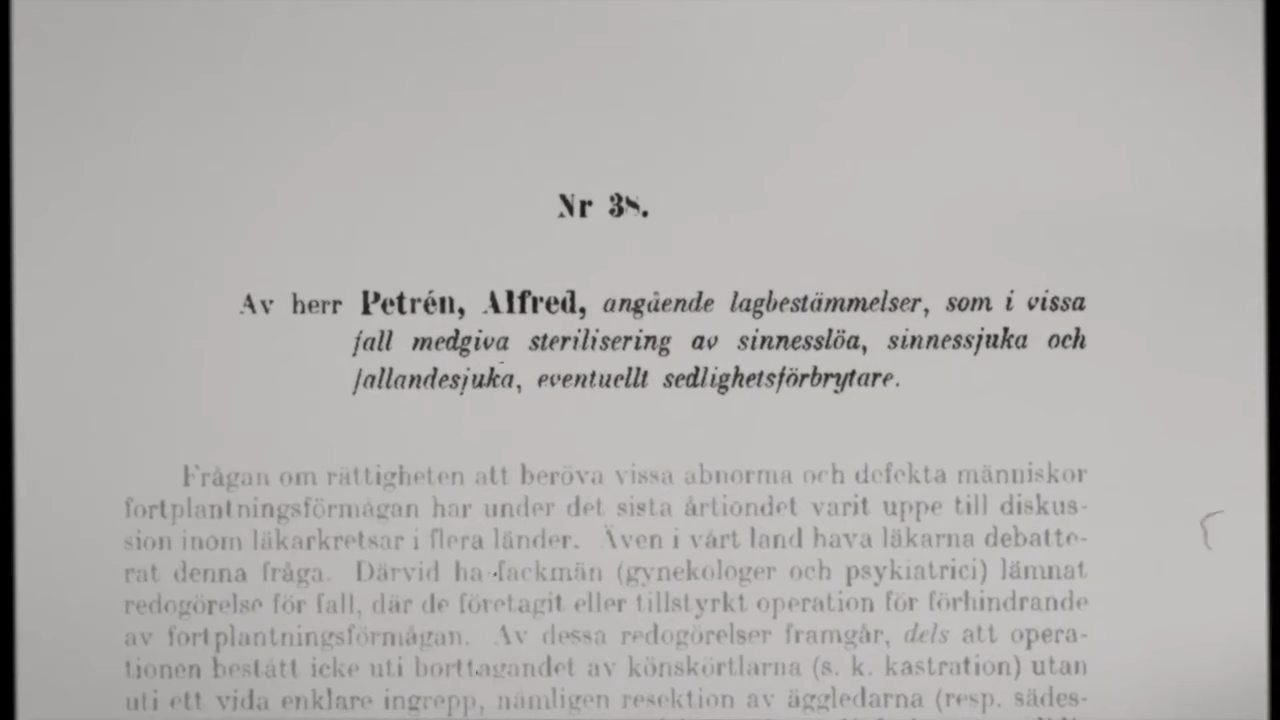 Nr 38.
Av herr Petrén, Alfred, angående lagbestämmelser, som i vissa
fall medgiva sterilisering av sinnesslöa, sinnessjuka och
fallandesjuka, eventuellt sedlighetsförbrytare.
Frågan om rättigheten att beröva vissa abnorma och defekta människor
fortplantningsförmågan har under det sista årtiondet varit uppe till diskus-
sion inom läkarkretsar i flera länder. Även i vårt land hava läkarna debatte-
rat denna fråga. Därvid ha fackmän (gynekologer och psykiatrici) lämnat
redogörelse för fall, där de företagit eller tillstyrkt operation för förhindrande
av fortplantningsförmågan. Av dessa redogörelser framgår, dels att opera-
tionen bestått icke uti borttagandet av könskörtlarna (s. k. kastration) utan
uti ett vida enklare ingrepp, nämligen resektion av äggledarna (resp. sädes-